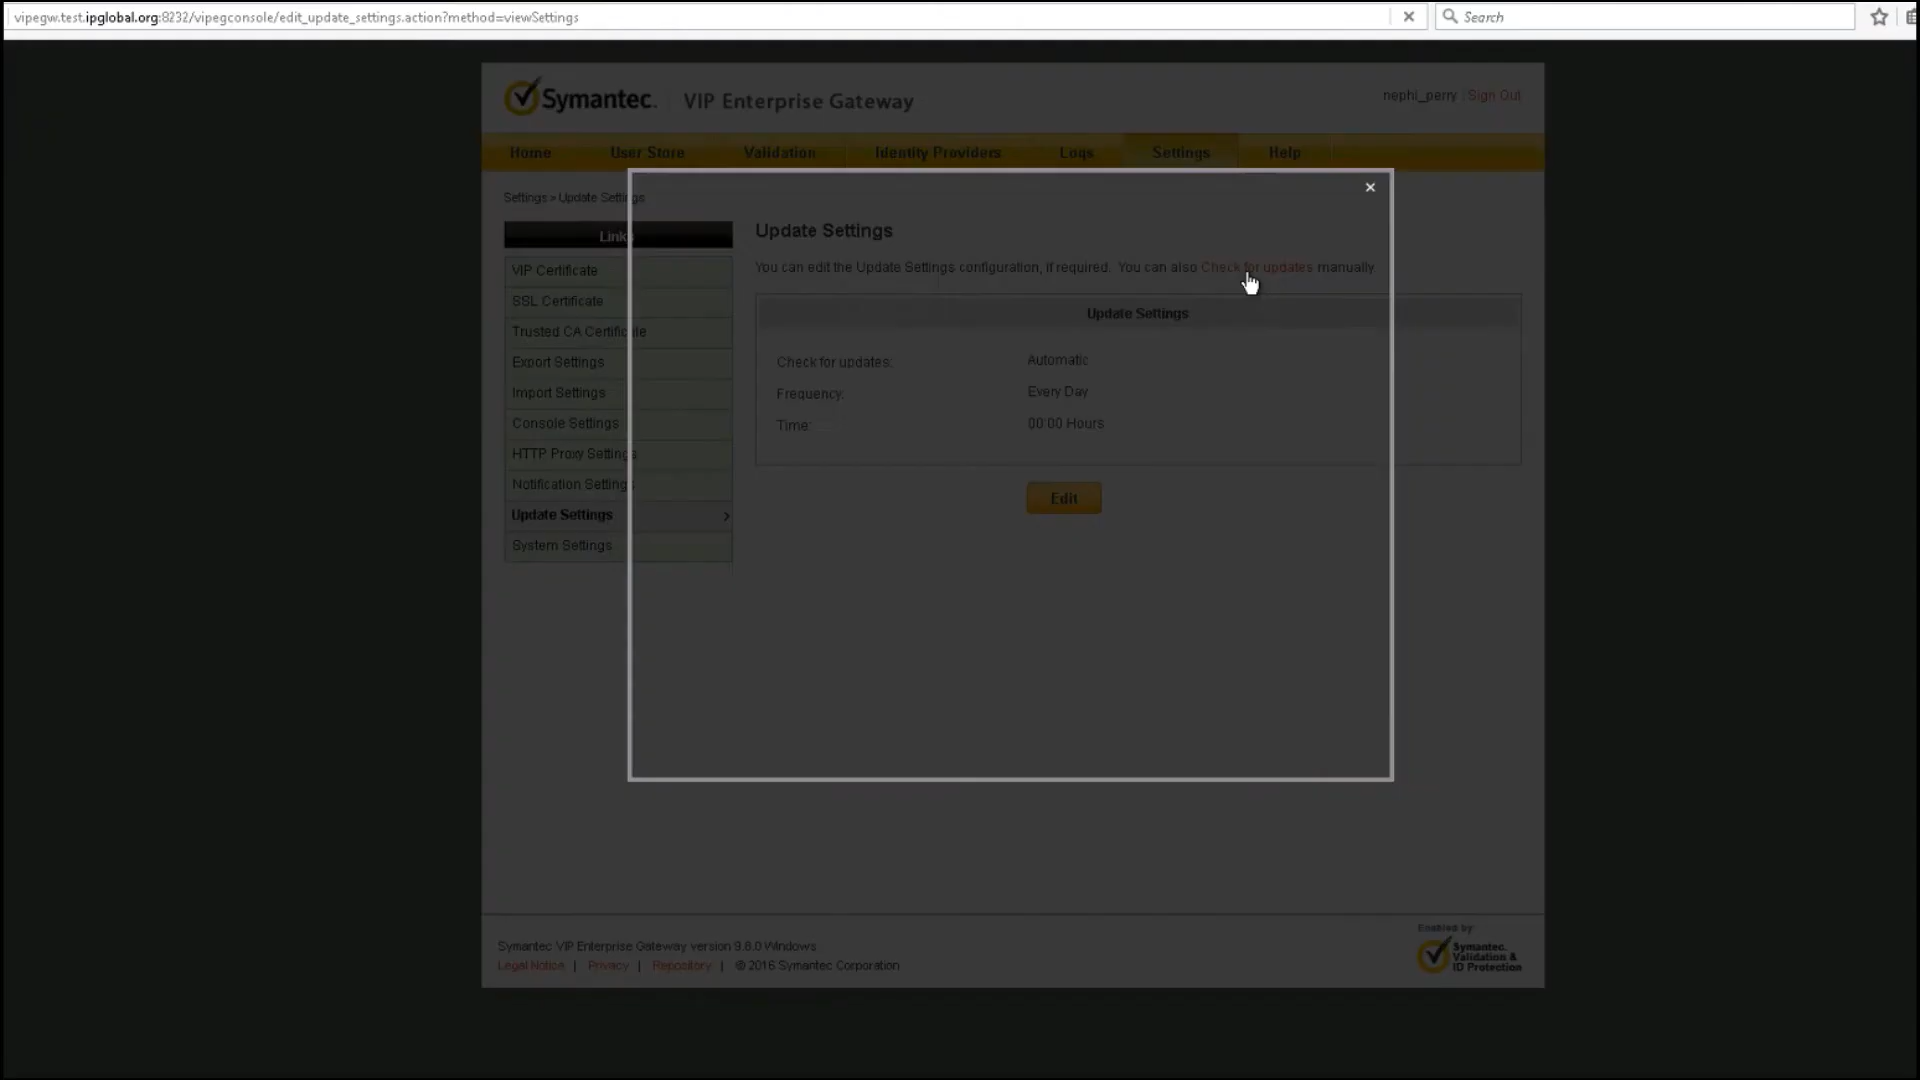 vipegw.test.ipglobal.org:8232/vipegconsole/edit_update_settings.action?method=viewSettings
Search
Symantec. VIP Enterprise Gateway
nephi_perry | Sign Out
Home User Store Validation Identity Providers Logs Settings Help
Settings » Update Settings
Links
VIP Certificate
SSL Certificate
Trusted CA Certificate
Export Settings
Import Settings
Console Settings
HTTP Proxy Settings
Notification Settings
Update Settings
System Settings
Update Settings
You can edit the Update Settings configuration, if required. You can also Check for updates manually.
Update Settings
Check for updates: Automatic
Frequency: Every Day
Time: 00:00 Hours
Edit
Symantec VIP Enterprise Gateway version 9.8.0 Windows
Legal Notice | Privacy | Repository | © 2016 Symantec Corporation
Enabled by:
Symantec.
Validation &
ID Protection